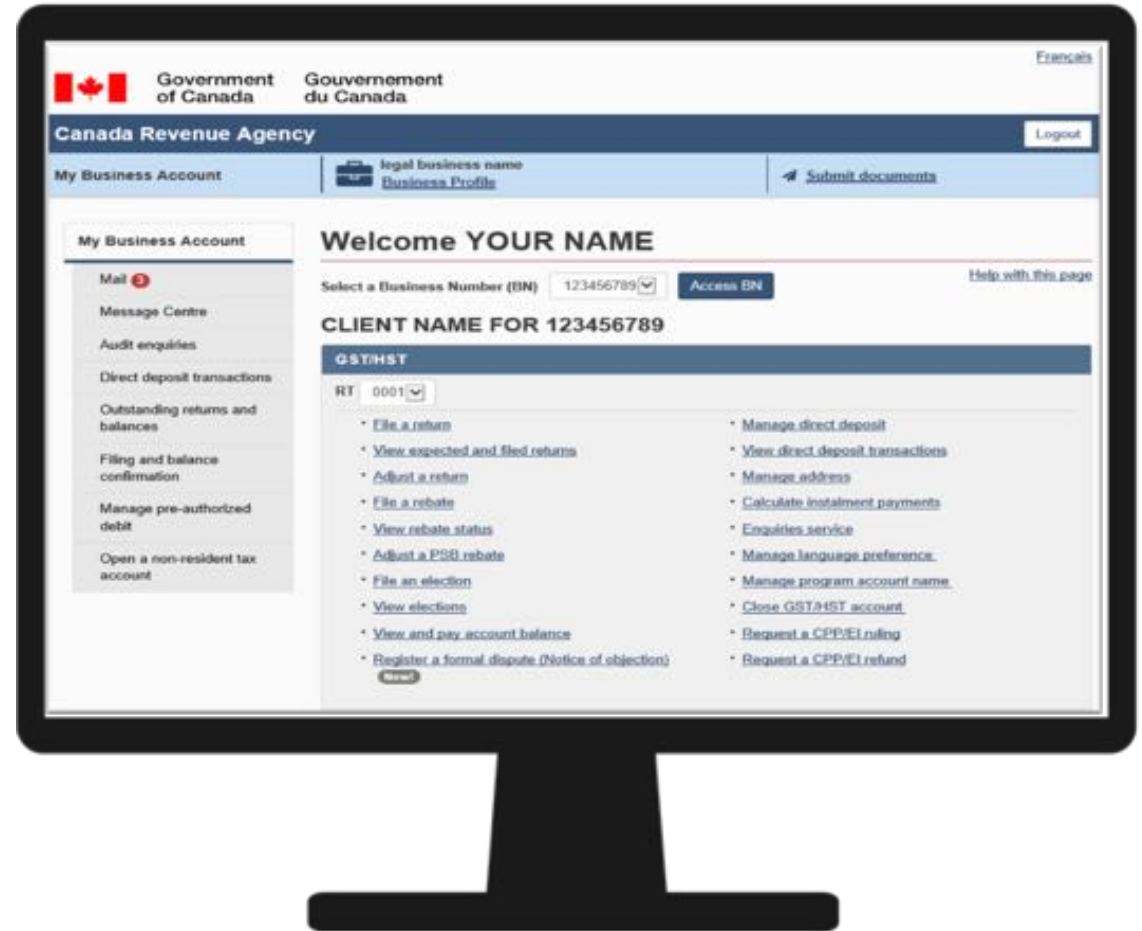 Français
Government of Canada
Gouvernement du Canada
Canada Revenue Agency
Logout
My Business Account
legal business name
Business Profile
Submit documents
My Business Account
Mail 3
Message Centre
Audit enquiries
Direct deposit transactions
Outstanding returns and
balances
Filing and balance
confirmation
Manage pre-authorized
debit
Open a non-resident tax
account
Welcome YOUR NAME
Help with this page
Select a Business Number (BN) 123456789 Access BN
CLIENT NAME FOR 123456789
GST/HST
RT 0001
File a return
View expected and filed returns
Adjust a return
File a rebate
View rebate status
Adjust a PSB rebate
File an election
View elections
View and pay account balance
Register a formal dispute (Notice of objection)
New!
Manage direct deposit
View direct deposit transactions
Manage address
Calculate instalment payments
Enquiries service
Manage language preference
Manage program account name
Close GST/HST account
Request a CPP/EI ruling
Request a CPP/EI refund